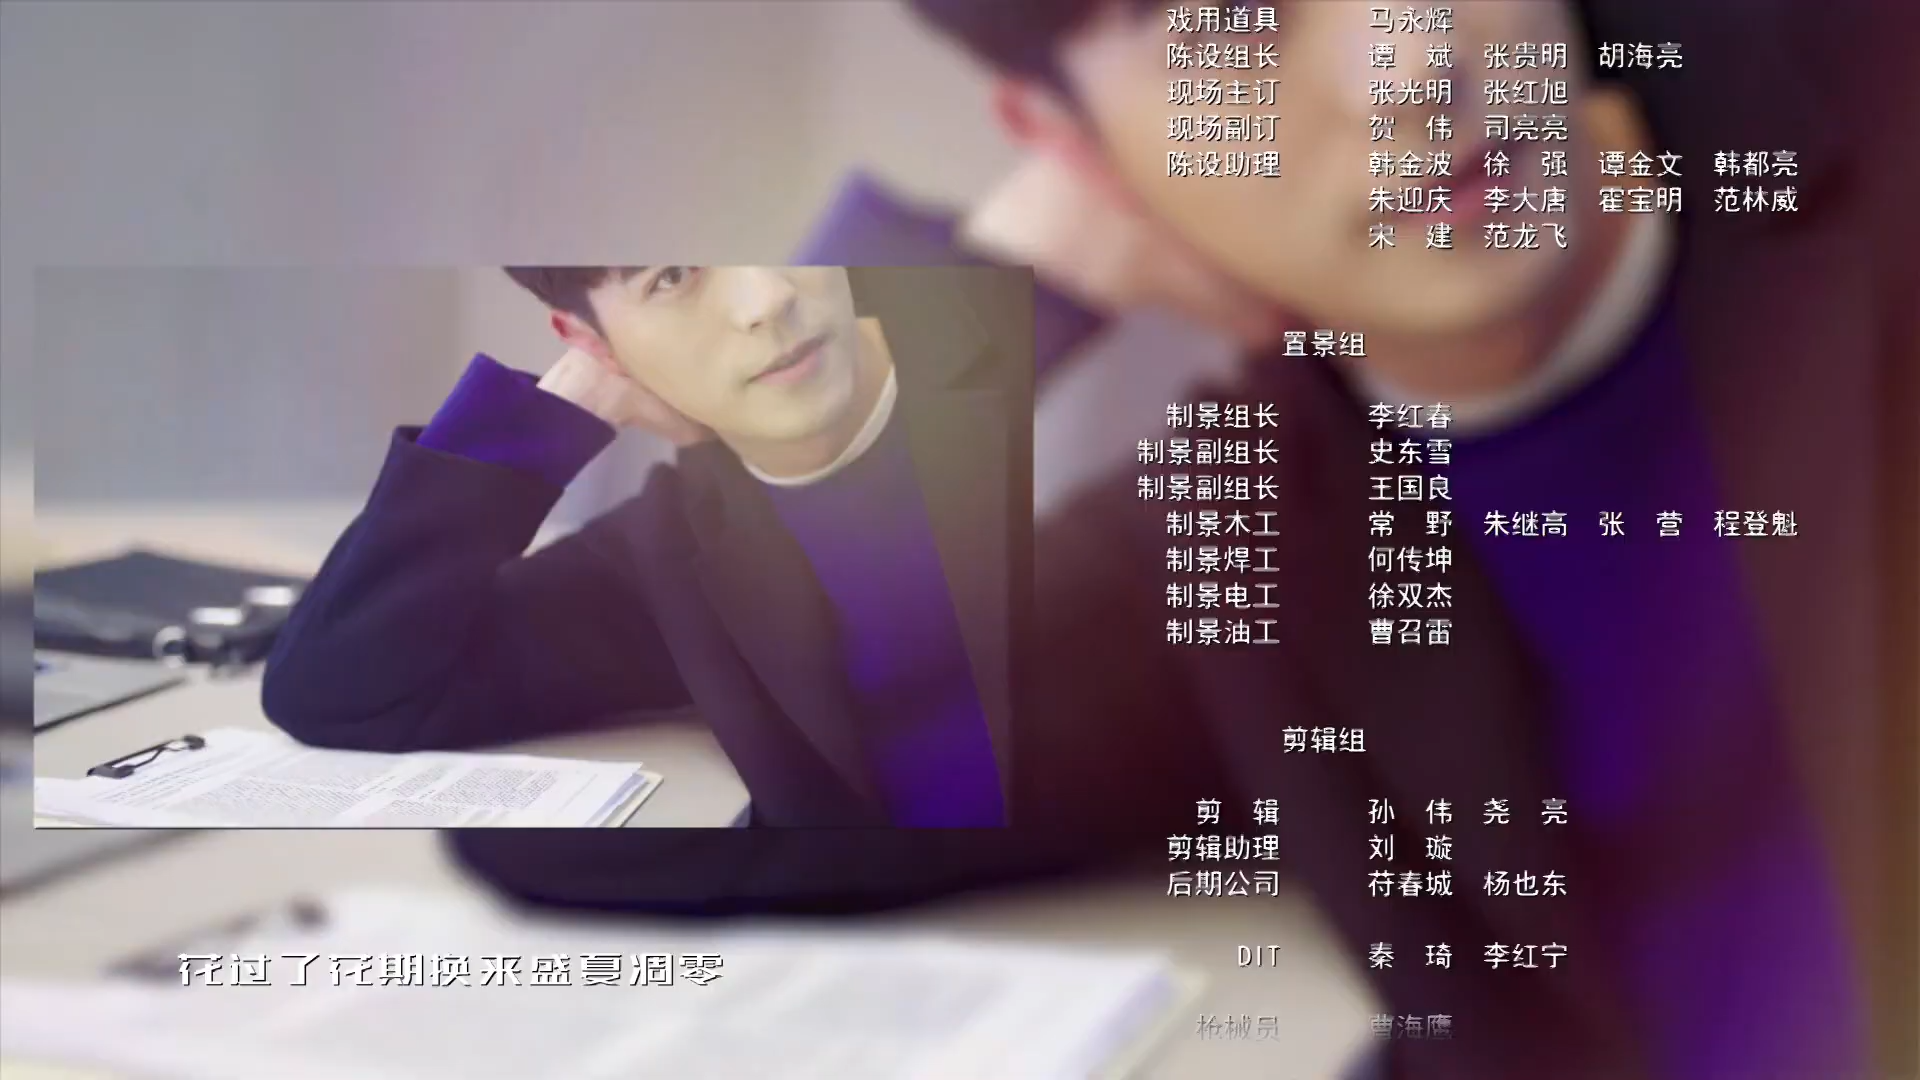 戏用道具 马永辉
陈设组长 谭 斌 张贵明 胡海亮
现场主订 张光明 张红旭
现场副订 贺 伟 司亮亮
陈设助理 韩金波 徐 强 谭金文 韩都亮
朱迎庆 李大唐 霍宝明 范林威
宋 建 范龙飞
置景组
制景组长 李红春
制景副组长 史东雪
制景副组长 王国良
制景木工 常 野 朱继高 张 营 程登魁
制景焊工 何传坤
制景电工 徐双杰
制景油工 曹召雷
剪辑组
剪 辑 孙 伟 尧 亮
剪辑助理 刘 璇
后期公司 苻春城 杨也东
DIT 秦 琦 李红宁
枪械员 曹海鹰
花过了花期换来盛夏凋零